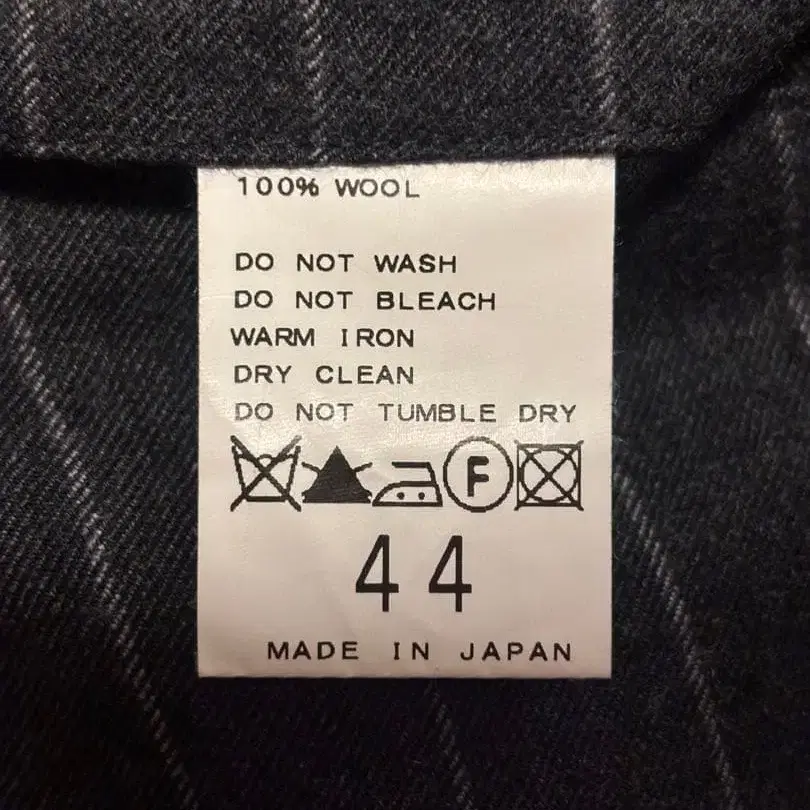 100% WOOL
DO NOT WASH
DO NOT BLEACH
WARM IRON
DRY CLEAN
DO NOT TUMBLE DRY
F
44
MADE IN JAPAN